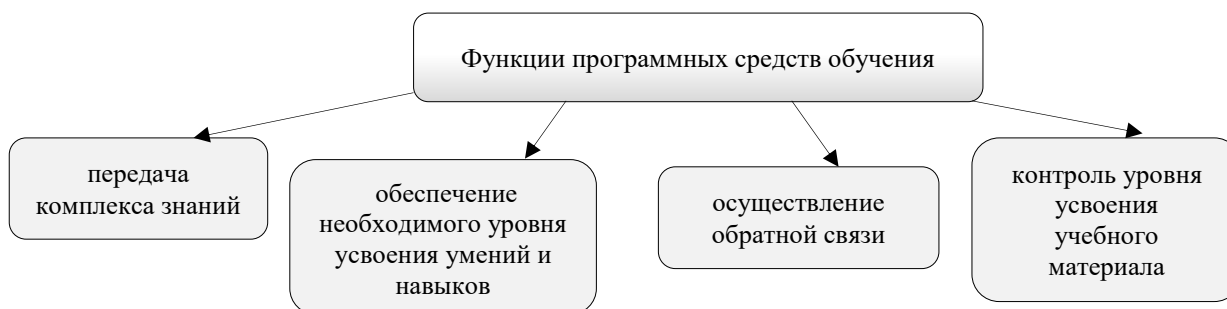 Функции программных средств обучения
передача
комплекса знаний
обеспечение
необходимого уровня
усвоения умений и
навыков
осуществление
обратной связи
контроль уровня
усвоения
учебного
материала